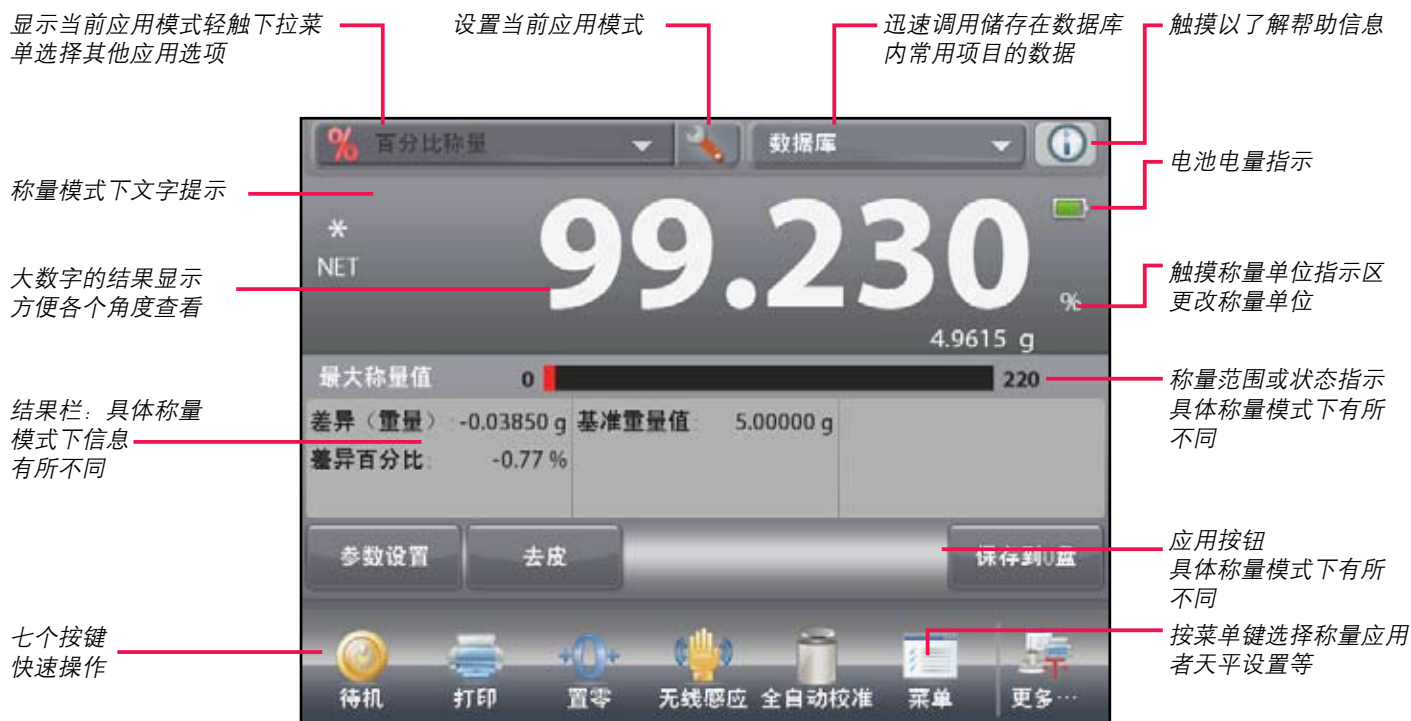 显示当前应用模式轻触下拉菜
单选择其他应用选项
设置当前应用模式
迅速调用储存在数据库
内常用项目的数据
触摸以了解帮助信息
% 百分比称量
数据库
称量模式下文字提示
电池电量指示
*
NET
99.230
%
4.9615 g
大数字的结果显示
方便各个角度查看
触摸称量单位指示区
更改称量单位
最大称量值 0 220
称量范围或状态指示
具体称量模式下有所
不同
结果栏：具体称量
模式下信息
有所不同
差异（重量） -0.03850 g 基准重量值: 5.00000 g
差异百分比: -0.77 %
参数设置 去皮 保存到U盘
应用按钮
具体称量模式下有所
不同
七个按键
快速操作
按菜单键选择称量应用
者天平设置等
待机 打印 置零 无线感应 全自动校准 菜单 更多…